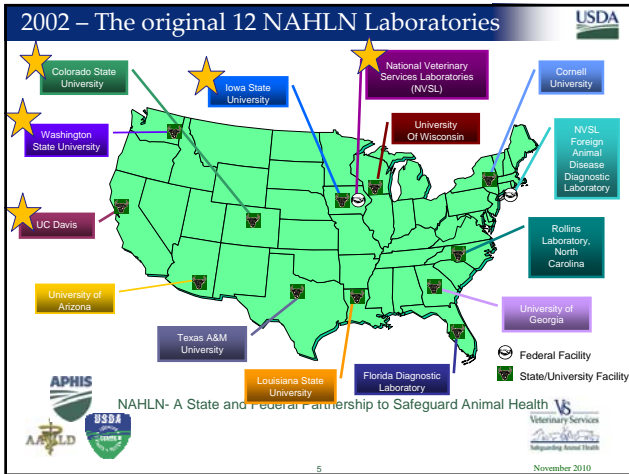 2002 – The original 12 NAHLN Laboratories
USDA
Colorado State
University
Iowa State
University
National Veterinary
Services Laboratories
(NVSL)
Cornell
University
Washington
State University
University
Of Wisconsin
NVSL
Foreign
Animal
Disease
Diagnostic
Laboratory
UC Davis
Rollins
Laboratory,
North
Carolina
University of
Arizona
Texas A&M
University
University of
Georgia
Louisiana State
University
Florida Diagnostic
Laboratory
Federal Facility
State/University Facility
NAHLN- A State and Federal Partnership to Safeguard Animal Health
APHIS
USDA
VS
Veterinary Services
Safeguarding Animal Health
5
November 2010